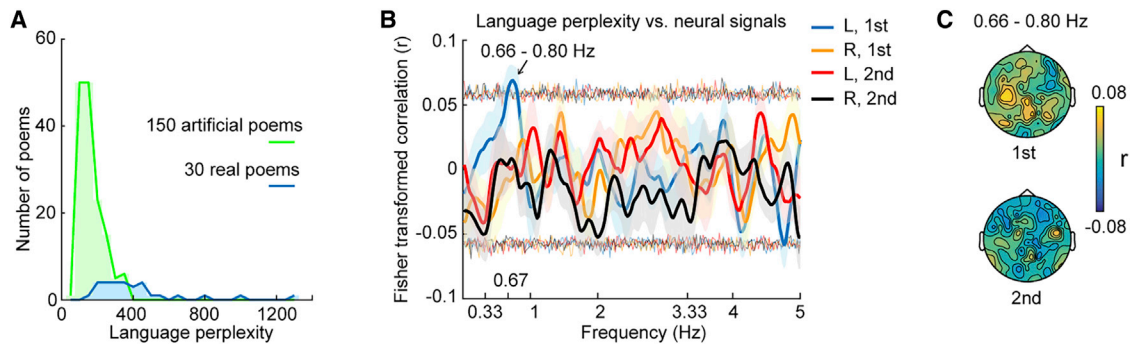 A
60
40
20
0
Number of poems
150 artificial poems
30 real poems
0 400 800 1200
Language perplexity
B
Language perplexity vs. neural signals
0.1
0.05
0
-0.05
-0.1
Fisher transformed correlation (r)
0.66 - 0.80 Hz
0.67
0.33 1 2 3.33 4 5
Frequency (Hz)
L, 1st
R, 1st
L, 2nd
R, 2nd
C
0.66 - 0.80 Hz
1st
2nd
0.08
r
-0.08